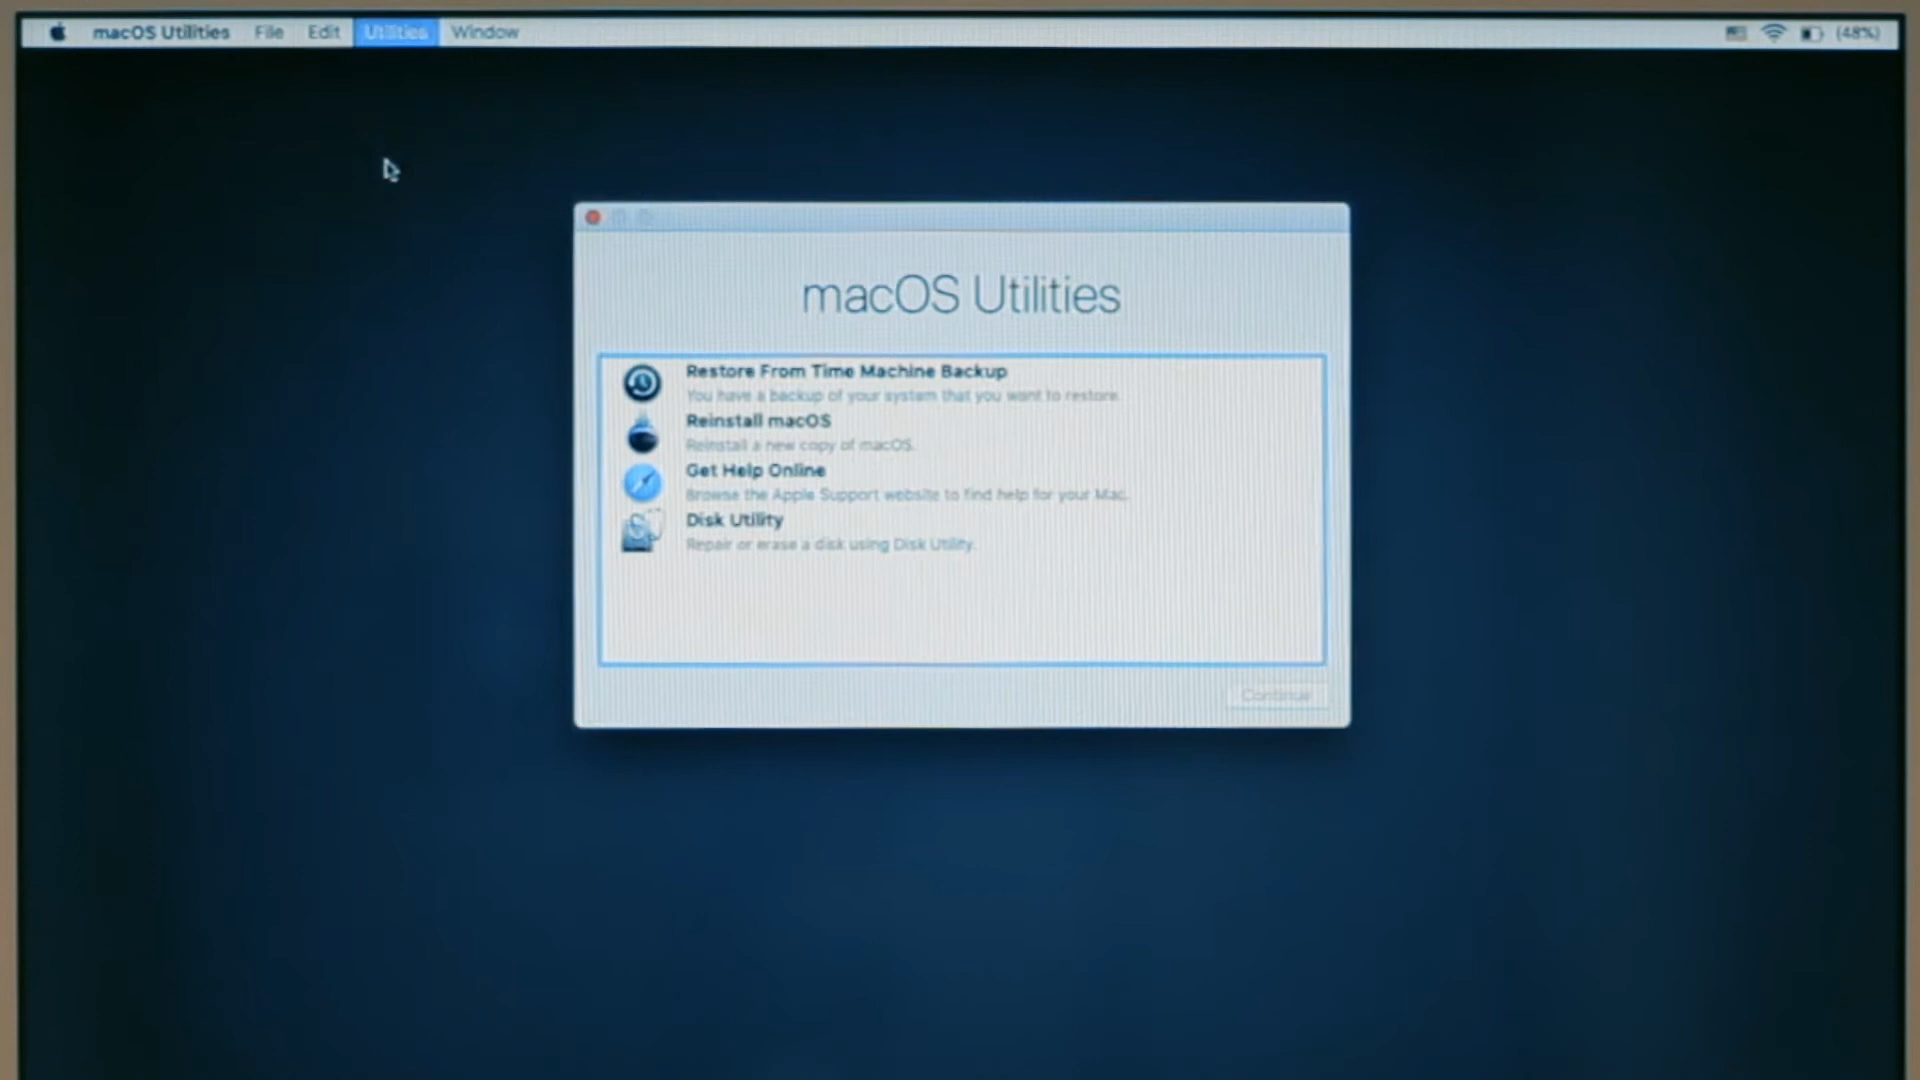 macOS Utilities File Edit Utilities Window (48%)
macOS Utilities
Restore From Time Machine Backup
You have a backup of your system that you want to restore.
Reinstall macOS
Reinstall a new copy of macOS.
Get Help Online
Browse the Apple Support website to find help for your Mac.
Disk Utility
Repair or erase a disk using Disk Utility.
Continue